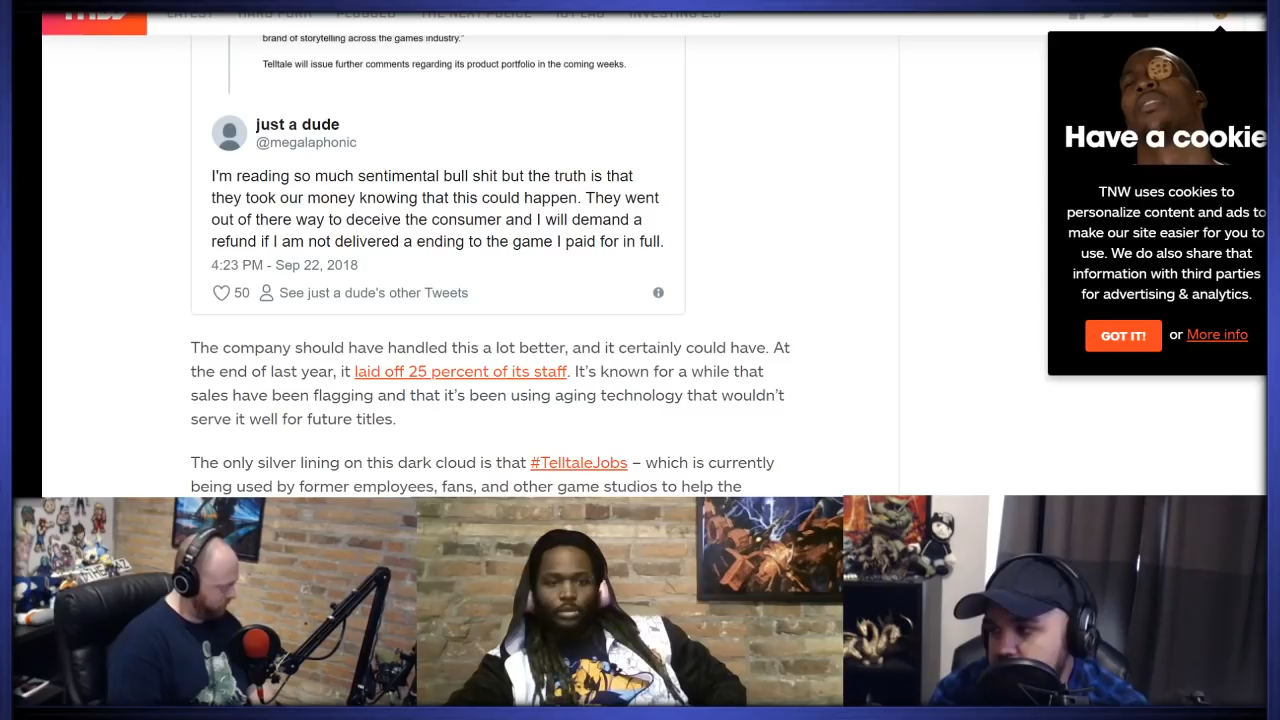 LATEST HARD FORK PLUGGED THE NEXT POLICE
brand of storytelling across the games industry."
Telltale will issue further comments regarding its product portfolio in the coming weeks.
just a dude
@megalaphonic
I'm reading so much sentimental bull shit but the truth is that
they took our money knowing that this could happen. They went
out of there way to deceive the consumer and I will demand a
refund if I am not delivered a ending to the game I paid for in full.
4:23 PM - Sep 22, 2018
50 See just a dude's other Tweets
The company should have handled this a lot better, and it certainly could have. At
the end of last year, it laid off 25 percent of its staff. It's known for a while that
sales have been flagging and that it's been using aging technology that wouldn't
serve it well for future titles.
The only silver lining on this dark cloud is that #TelltaleJobs – which is currently
being used by former employees, fans, and other game studios to help the
Have a cookie
TNW uses cookies to
personalize content and ads to
make our site easier for you to
use. We do also share that
information with third parties
for advertising & analytics.
GOT IT! or More info